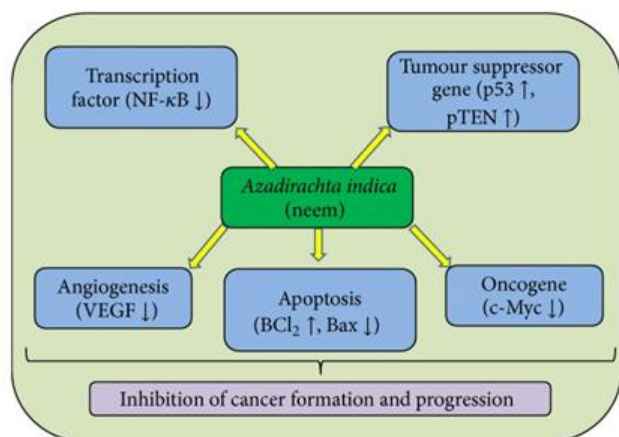 Transcription
factor (NF-κB ↓)
Tumour suppressor
gene (p53 ↑,
pTEN ↑)
Azadirachta indica
(neem)
Angiogenesis
(VEGF ↓)
Apoptosis
(BCl₂ ↑, Bax ↓)
Oncogene
(c-Myc ↓)
Inhibition of cancer formation and progression